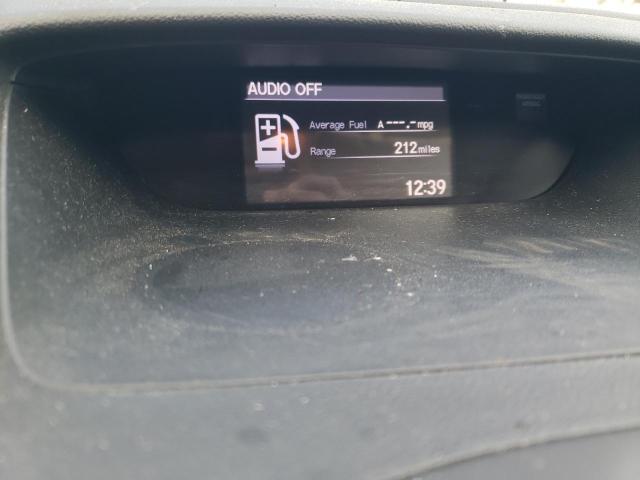 AUDIO OFF
Average Fuel A ---.- mpg
Range 212 miles
12:39